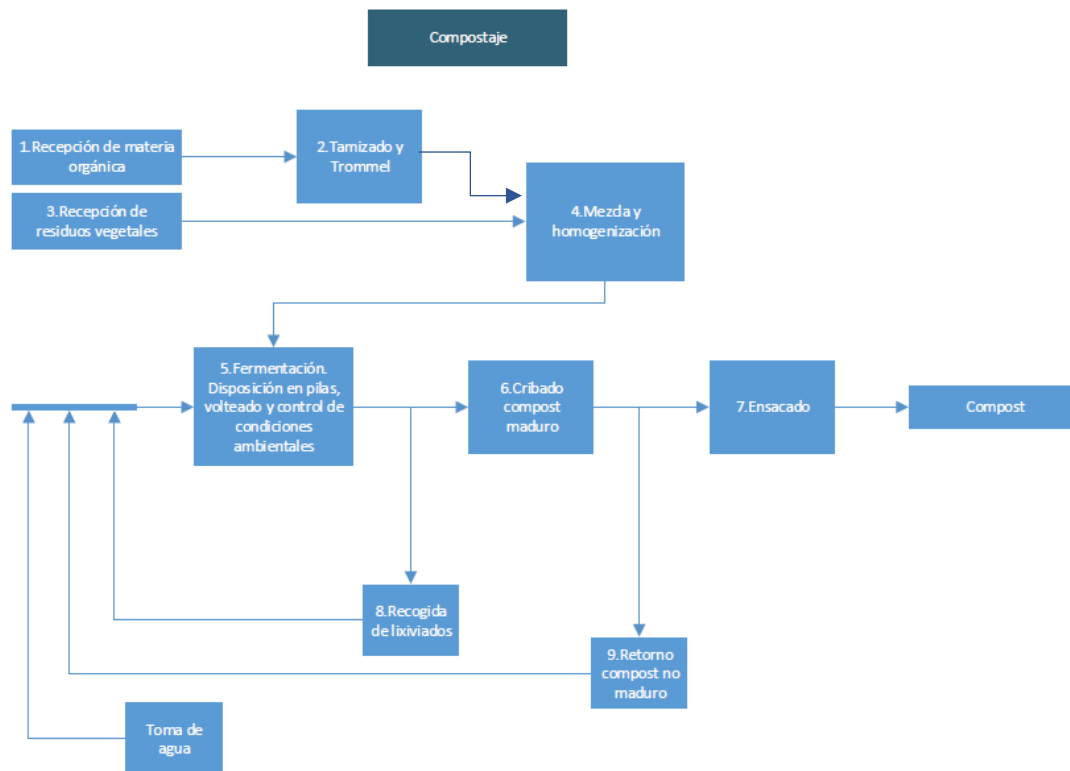 Compostaje
1.Recepción de materia
orgánica
2.Tamizado y
Trommel
3.Recepción de
residuos vegetales
4.Mezcla y
homogenización
5.Fermentación.
Disposición en pilas,
volteado y control de
condiciones
ambientales
6.Cribado
compost
maduro
7.Ensacado
Compost
8.Recogida
de lixiviados
9.Retorno
compost no
maduro
Toma de
agua